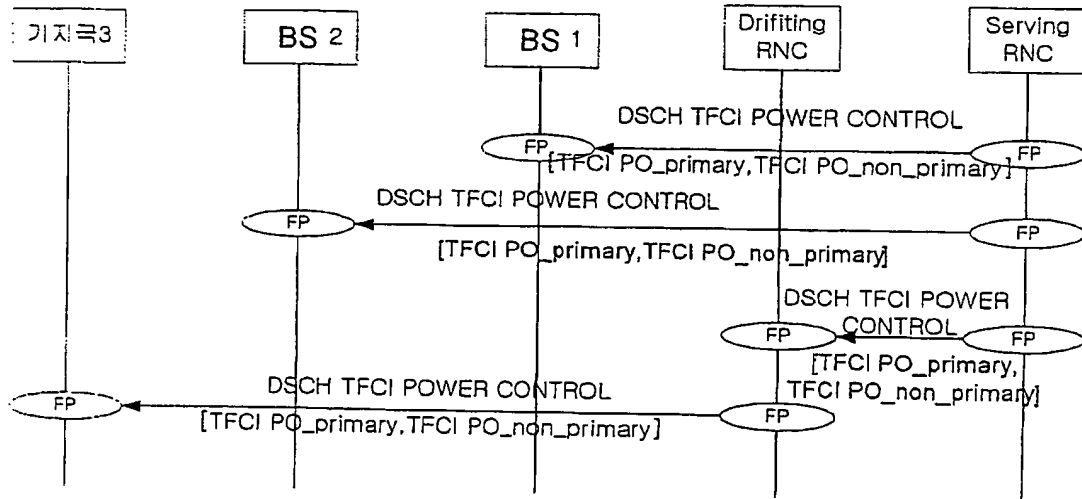 기지국3
BS 2
BS 1
Drifiting
RNC
Serving
RNC
DSCH TFCI POWER CONTROL
FP
FP
[TFCI PO_primary,TFCI PO_non_primary]
DSCH TFCI POWER CONTROL
FP
FP
[TFCI PO_primary,TFCI PO_non_primary]
DSCH TFCI POWER
CONTROL
FP
FP
[TFCI PO_primary,
TFCI PO_non_primary]
DSCH TFCI POWER CONTROL
FP
FP
[TFCI PO_primary,TFCI PO_non_primary]